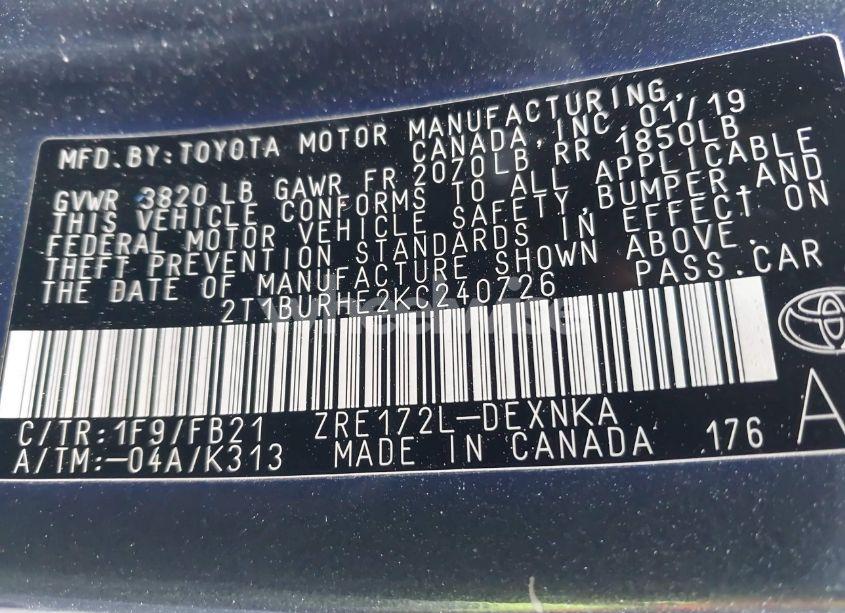 MFD.BY:TOYOTA MOTOR MANUFACTURING,
CANADA,INC.01/19
GVWR 3820 LB GAWR FR 2070LB RR 1850LB
THIS VEHICLE CONFORMS TO ALL APPLICABLE
FEDERAL MOTOR VEHICLE SAFETY,BUMPER,AND
THEFT PREVENTION STANDARDS IN EFFECT ON
THE DATE OF MANUFACTURE SHOWN ABOVE.
2T1BURHE2KC240726 PASS.CAR
C/TR:1F9/FB21 ZRE172L-DEXNKA
A/TM:-04A/K313 MADE IN CANADA 176 A